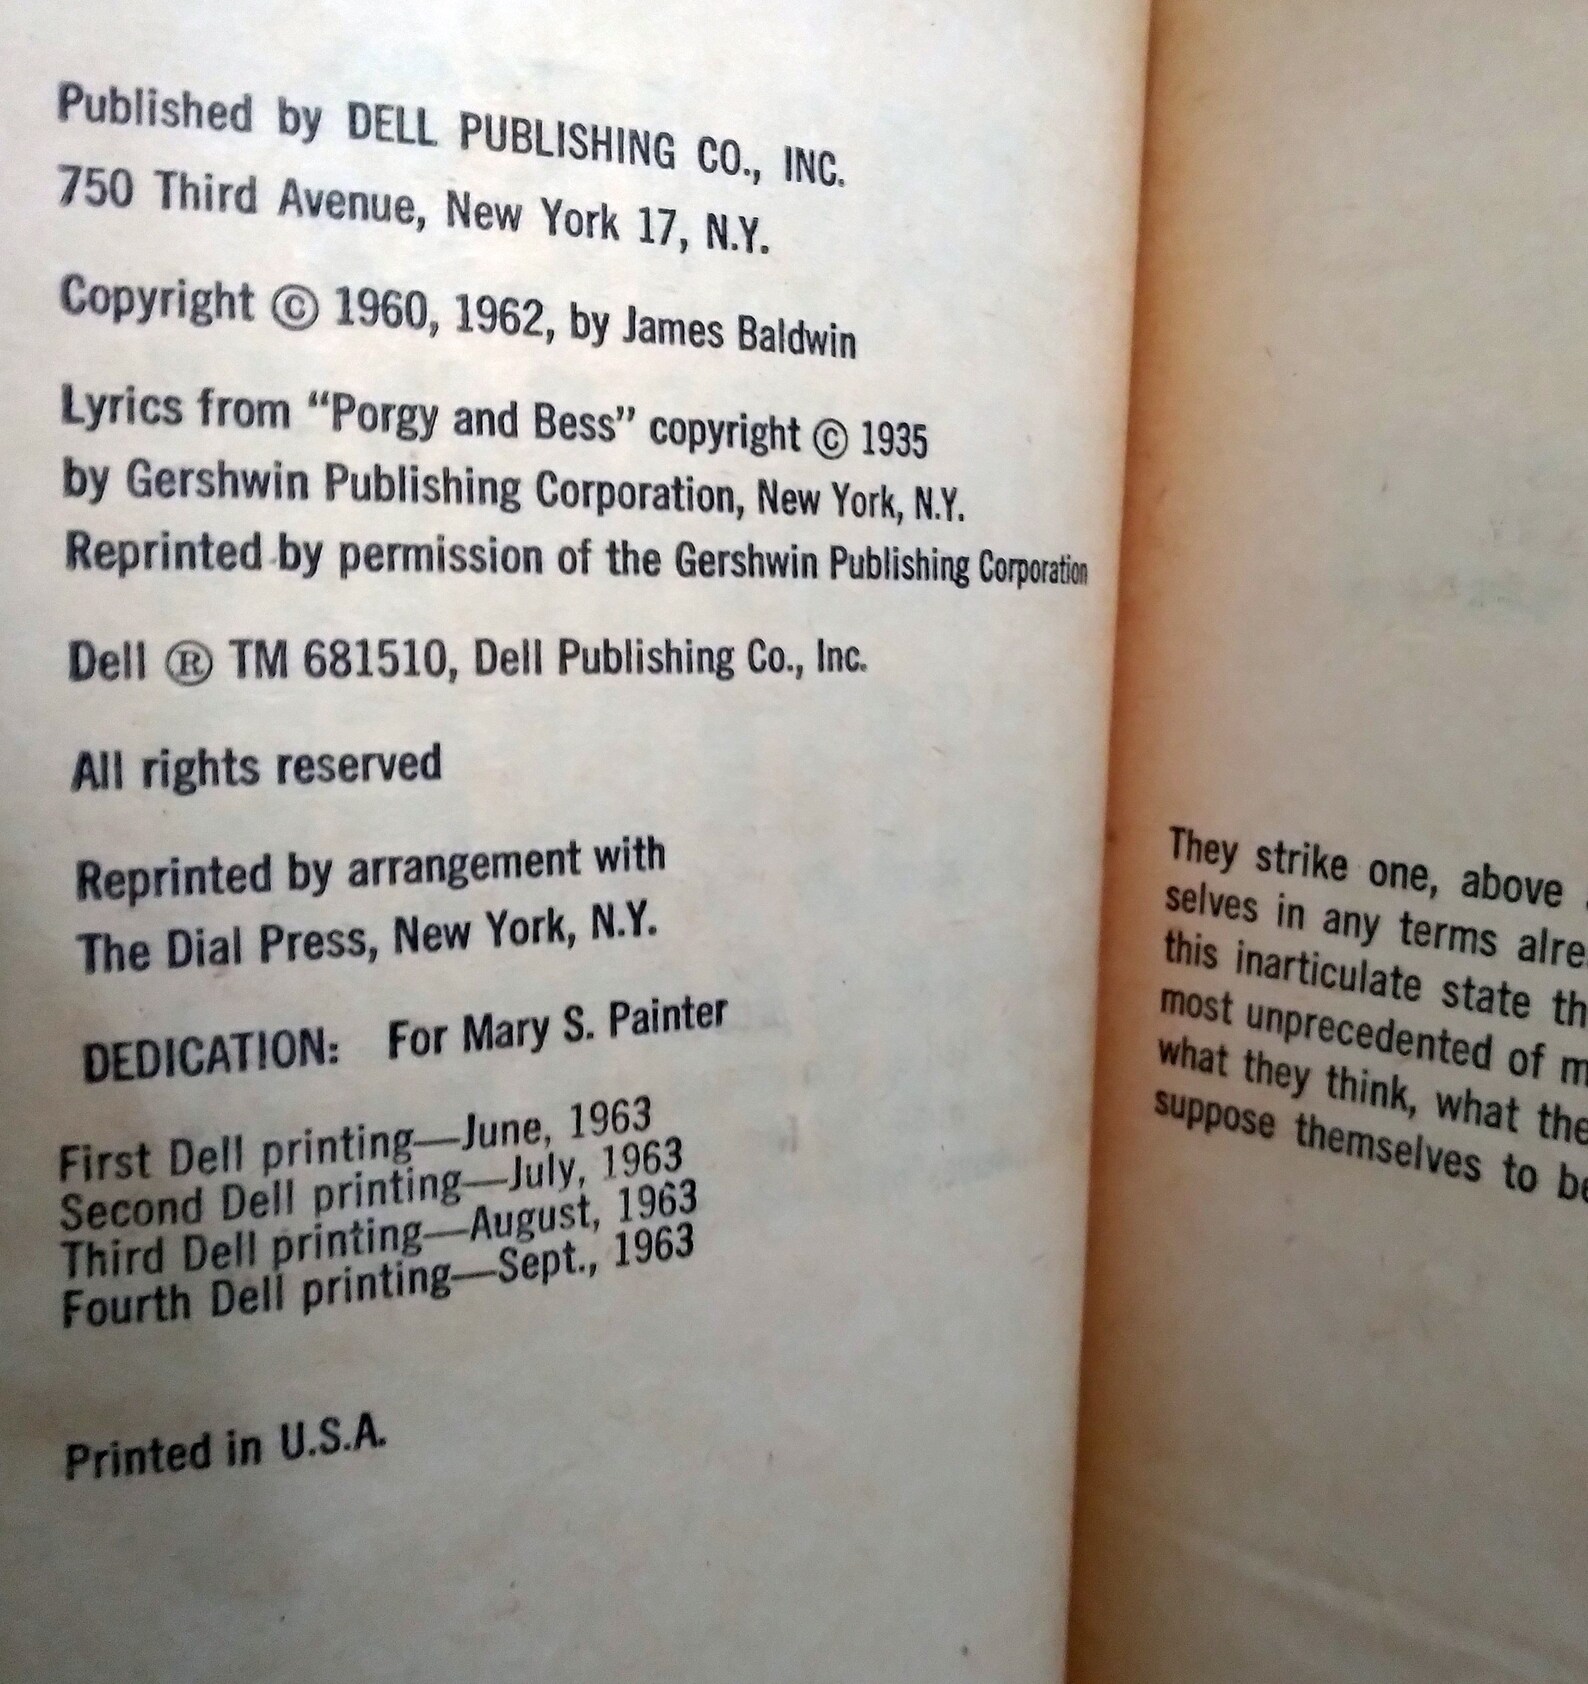 Published by DELL PUBLISHING CO., INC.
750 Third Avenue, New York 17, N.Y.
Copyright © 1960, 1962, by James Baldwin
Lyrics from “Porgy and Bess” copyright © 1935
by Gershwin Publishing Corporation, New York, N.Y.
Reprinted by permission of the Gershwin Publishing Corporation
Dell ® TM 681510, Dell Publishing Co., Inc.
All rights reserved
Reprinted by arrangement with
The Dial Press, New York, N.Y.
DEDICATION: For Mary S. Painter
First Dell printing—June, 1963
Second Dell printing—July, 1963
Third Dell printing—August, 1963
Fourth Dell printing—Sept., 1963
Printed in U.S.A.
They strike one, above
selves in any terms alre
this inarticulate state th
most unprecedented of m
what they think, what the
suppose themselves to be